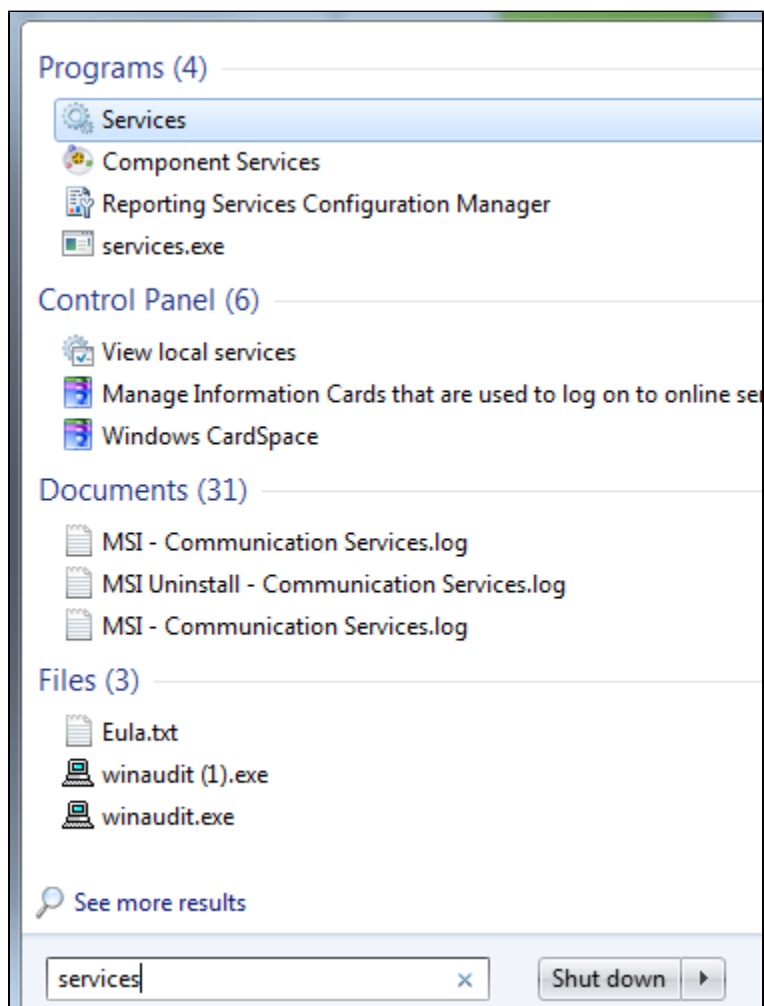 Programs (4)
Services
Component Services
Reporting Services Configuration Manager
services.exe
Control Panel (6)
View local services
Manage Information Cards that are used to log on to online
Windows CardSpace
Documents (31)
MSI - Communication Services.log
MSI Uninstall - Communication Services.log
MSI - Communication Services.log
Files (3)
Eula.txt
winaudit (1).exe
winaudit.exe
See more results
services
Shut down